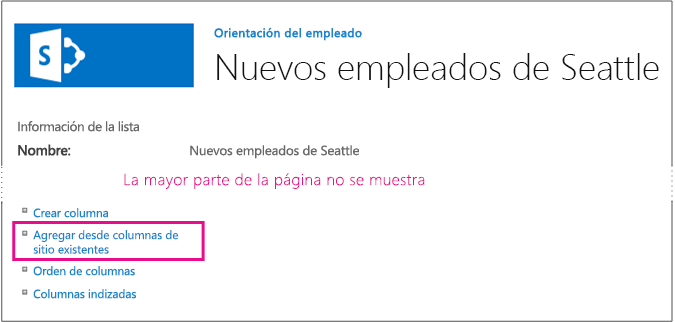 S
Orientación del empleado
Nuevos empleados de Seattle
Información de la lista
Nombre: Nuevos empleados de Seattle
La mayor parte de la página no se muestra
Crear columna
Agregar desde columnas de
sitio existentes
Orden de columnas
Columnas indizadas